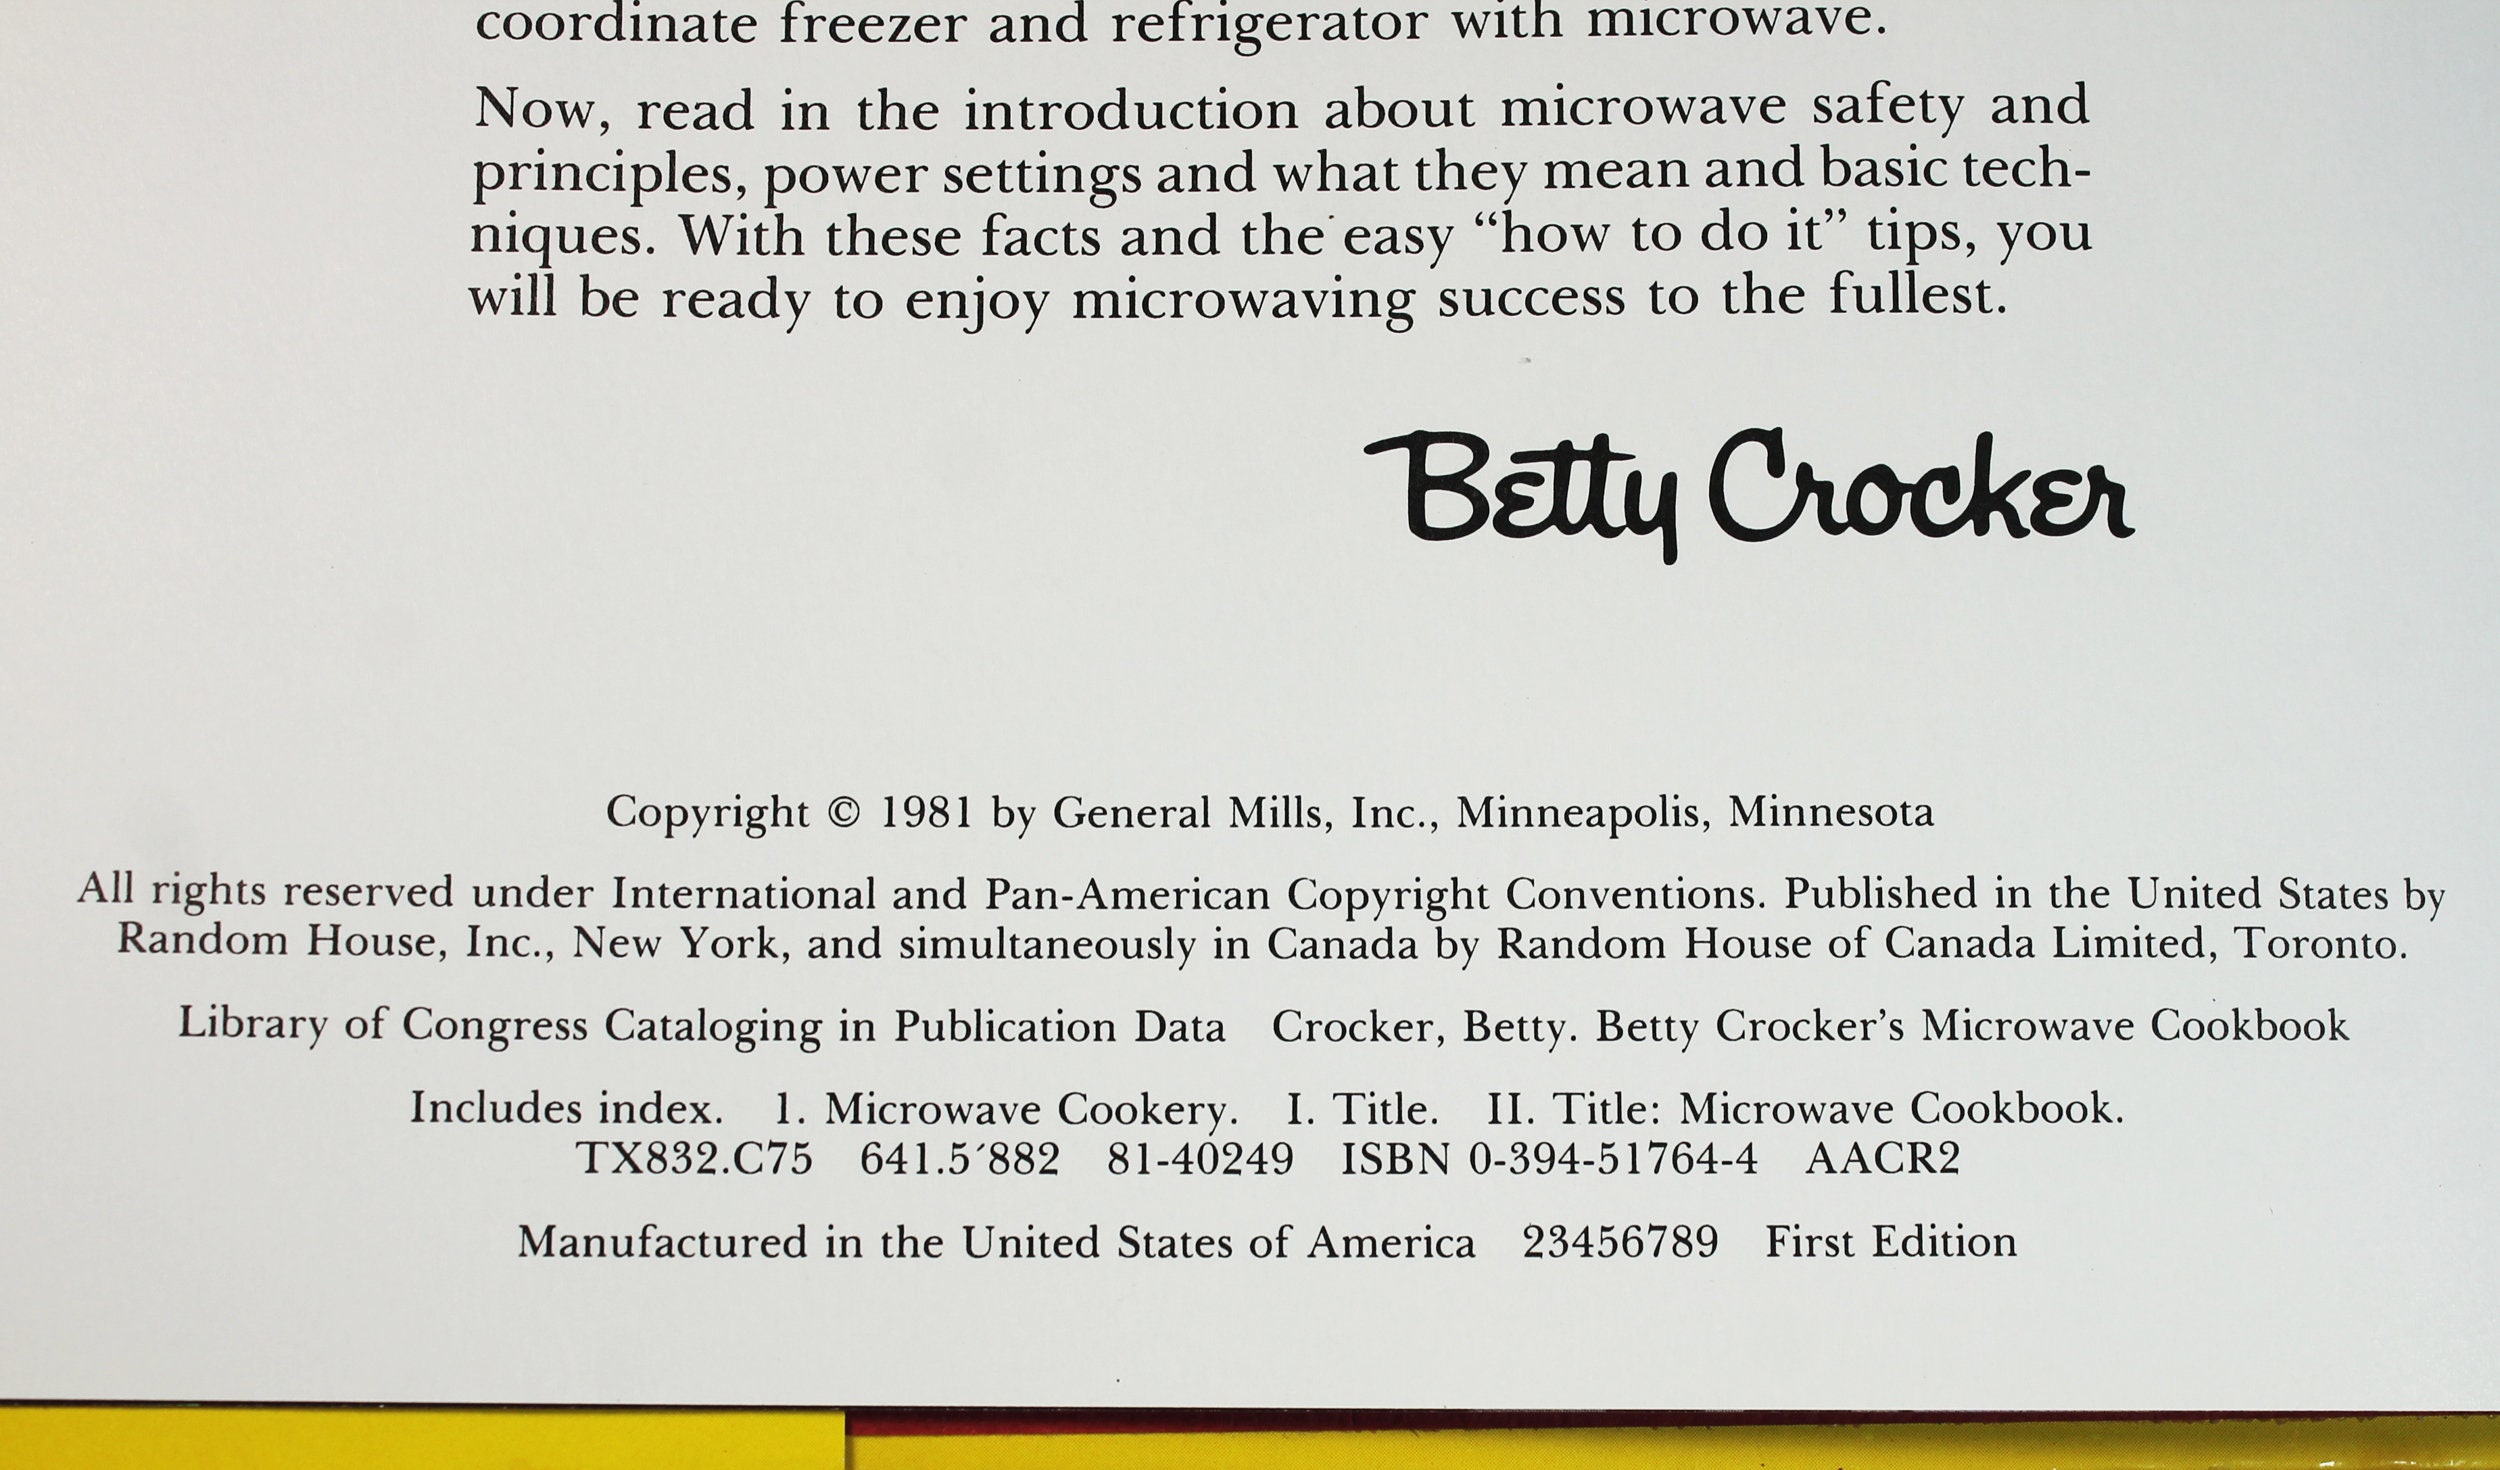 coordinate freezer and refrigerator with microwave.
Now, read in the introduction about microwave safety and
principles, power settings and what they mean and basic tech-
niques. With these facts and the easy “how to do it” tips, you
will be ready to enjoy microwaving success to the fullest.
Betty Crocker
Copyright © 1981 by General Mills, Inc., Minneapolis, Minnesota
All rights reserved under International and Pan-American Copyright Conventions. Published in the United States by
Random House, Inc., New York, and simultaneously in Canada by Random House of Canada Limited, Toronto.
Library of Congress Cataloging in Publication Data Crocker, Betty. Betty Crocker’s Microwave Cookbook
Includes index. 1. Microwave Cookery. I. Title. II. Title: Microwave Cookbook.
TX832.C75 641.5´882 81-40249 ISBN 0-394-51764-4 AACR2
Manufactured in the United States of America 23456789 First Edition